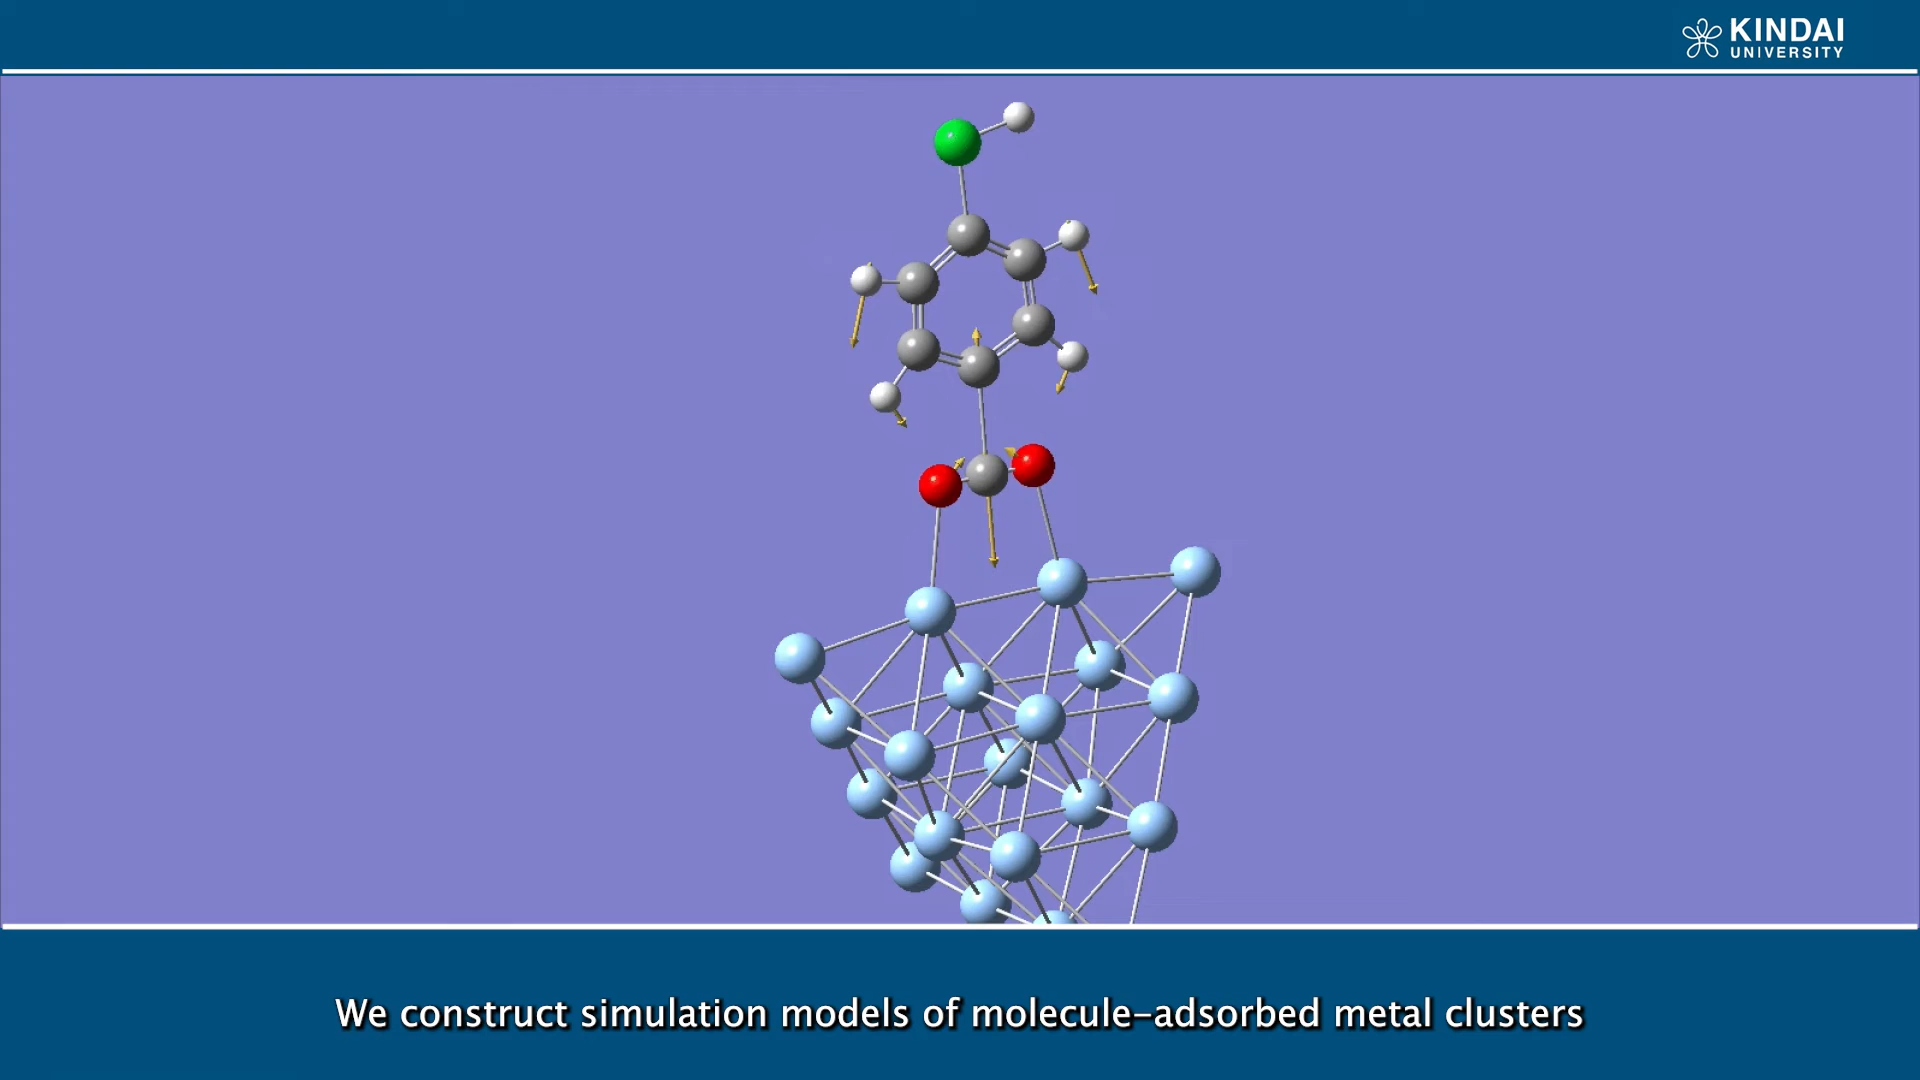 KINDAI
UNIVERSITY
We construct simulation models of molecule-adsorbed metal clusters